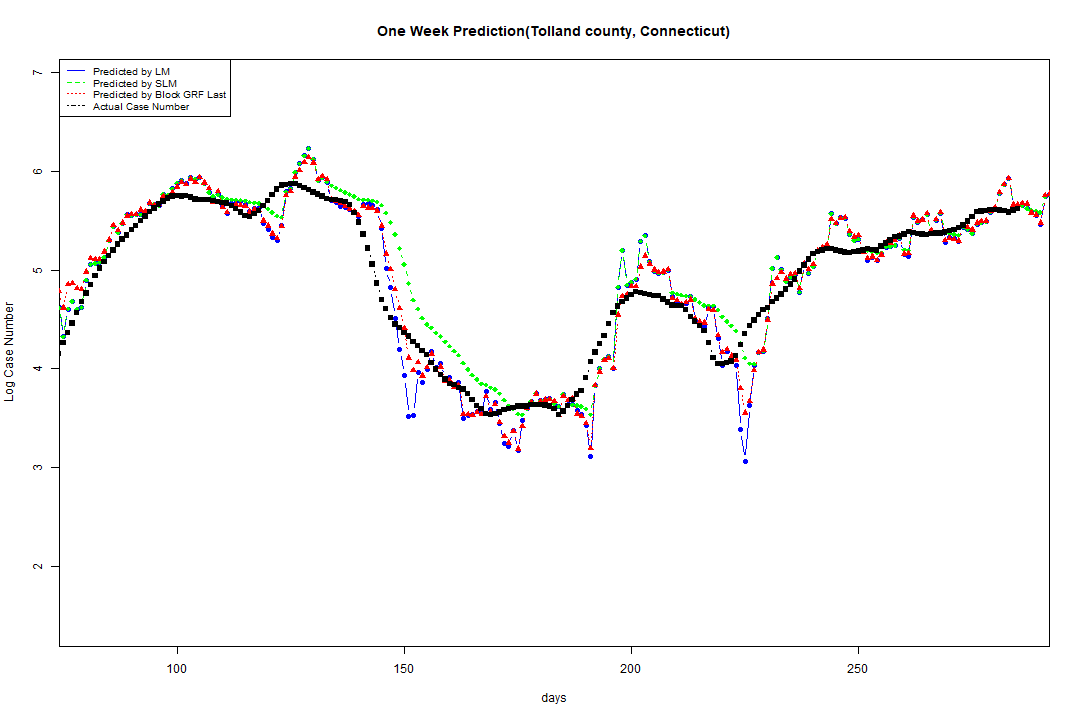 One Week Prediction(Tolland county, Connecticut)
Predicted by LM
Predicted by SLM
Predicted by Block GRF Last
Actual Case Number
Log Case Number
7
6
5
4
3
2
100 150 200 250
days